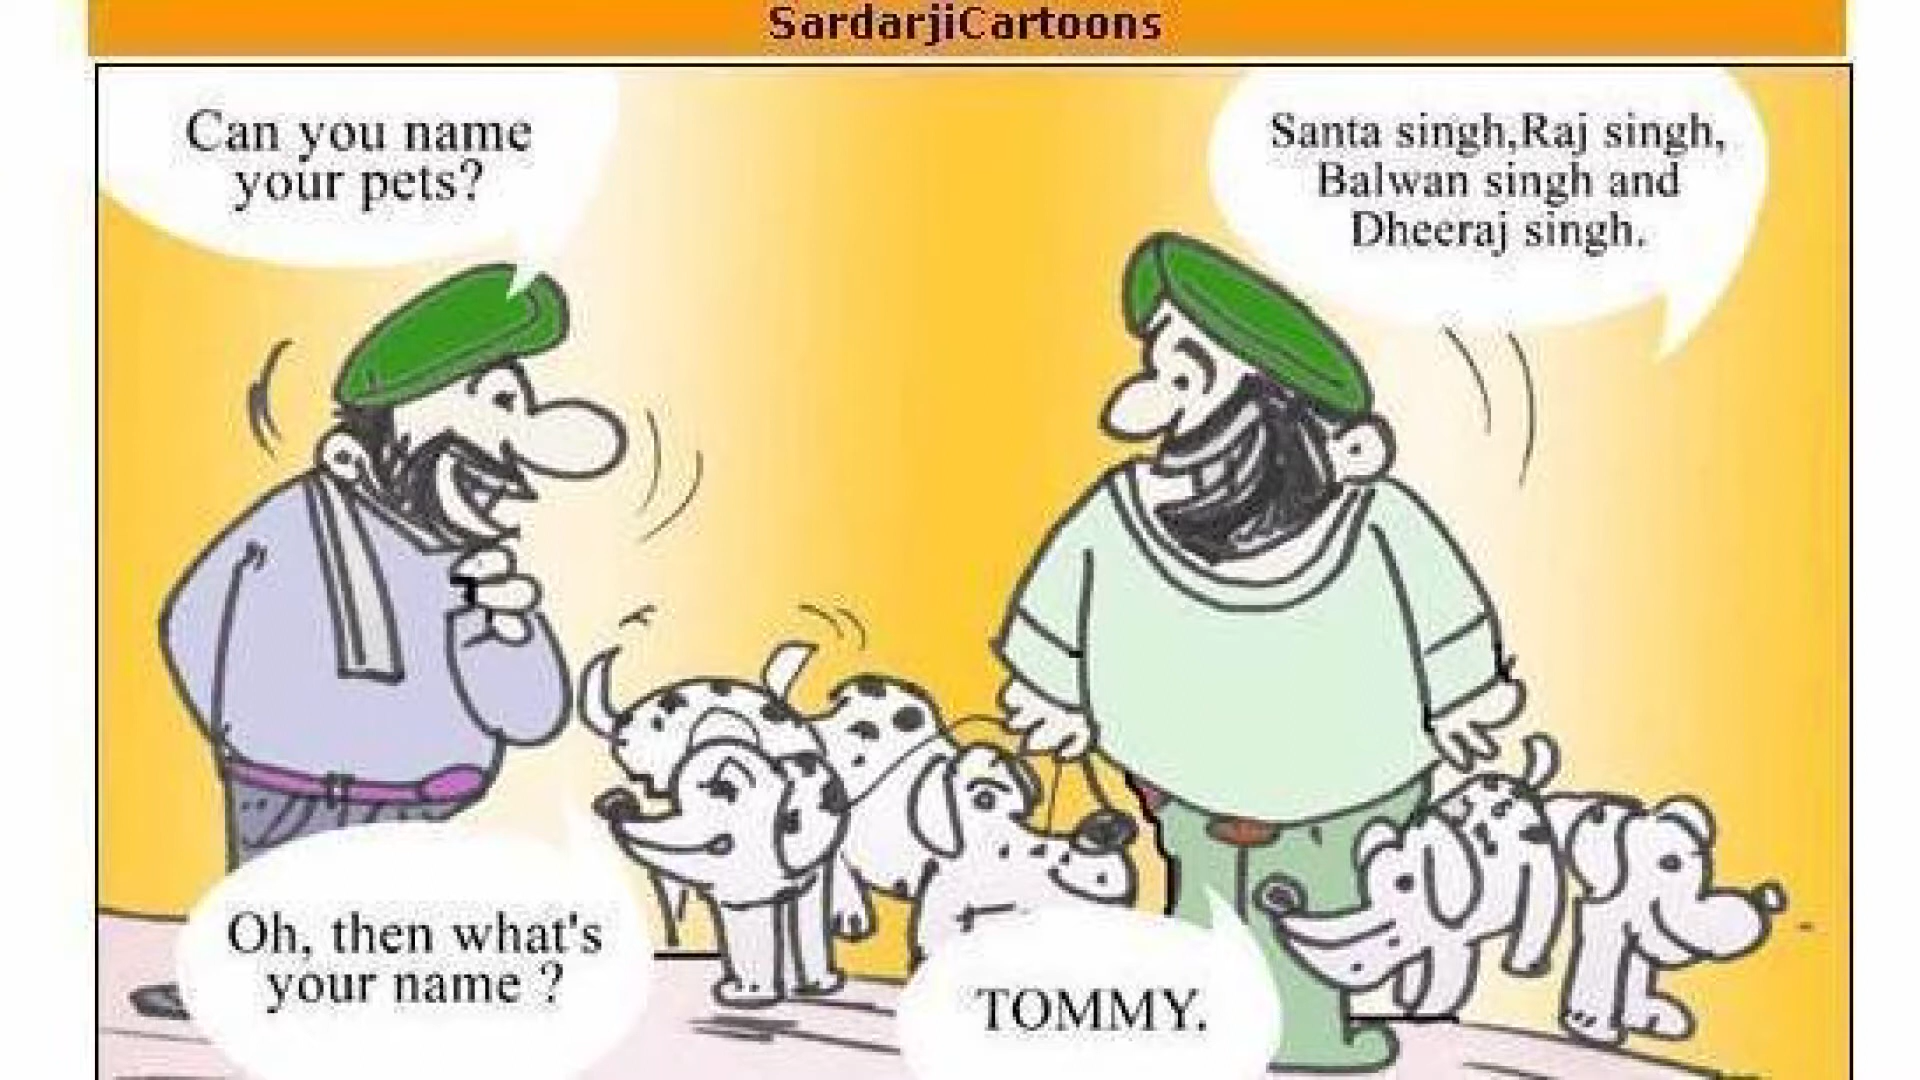 SardarjiCartoons
Can you name
your pets?
Santa singh,Raj singh,
Balwan singh and
Dheeraj singh.
Oh, then what's
your name ?
TOMMY.